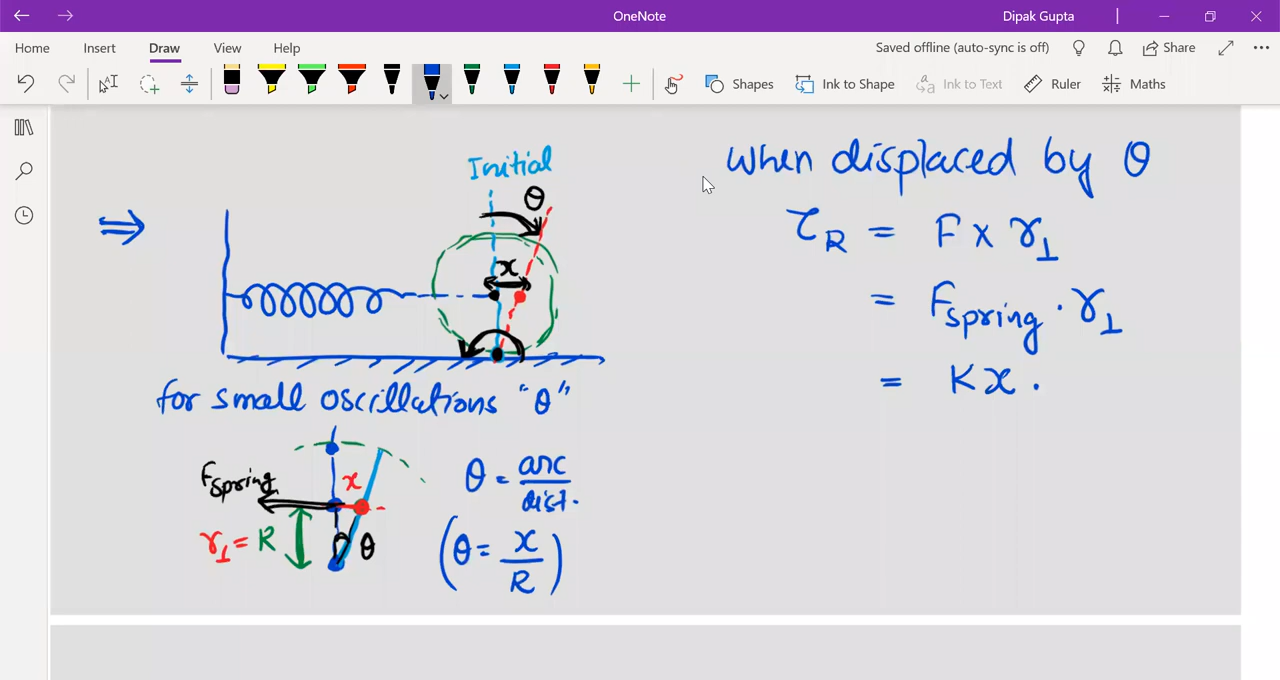 OneNote
Dipak Gupta
Home Insert Draw View Help
Saved offline (auto-sync is off)
Share
Ink to Shape
Shapes
Ink to Text
Ruler
Maths
Initial
θ
x
⇒
for small oscillations "θ"
Fspring
x
r⊥ = R
θ
θ = arc/dist.
(θ = x/R)
When displaced by θ
τR = F × r⊥
= Fspring · r⊥
= Kx .